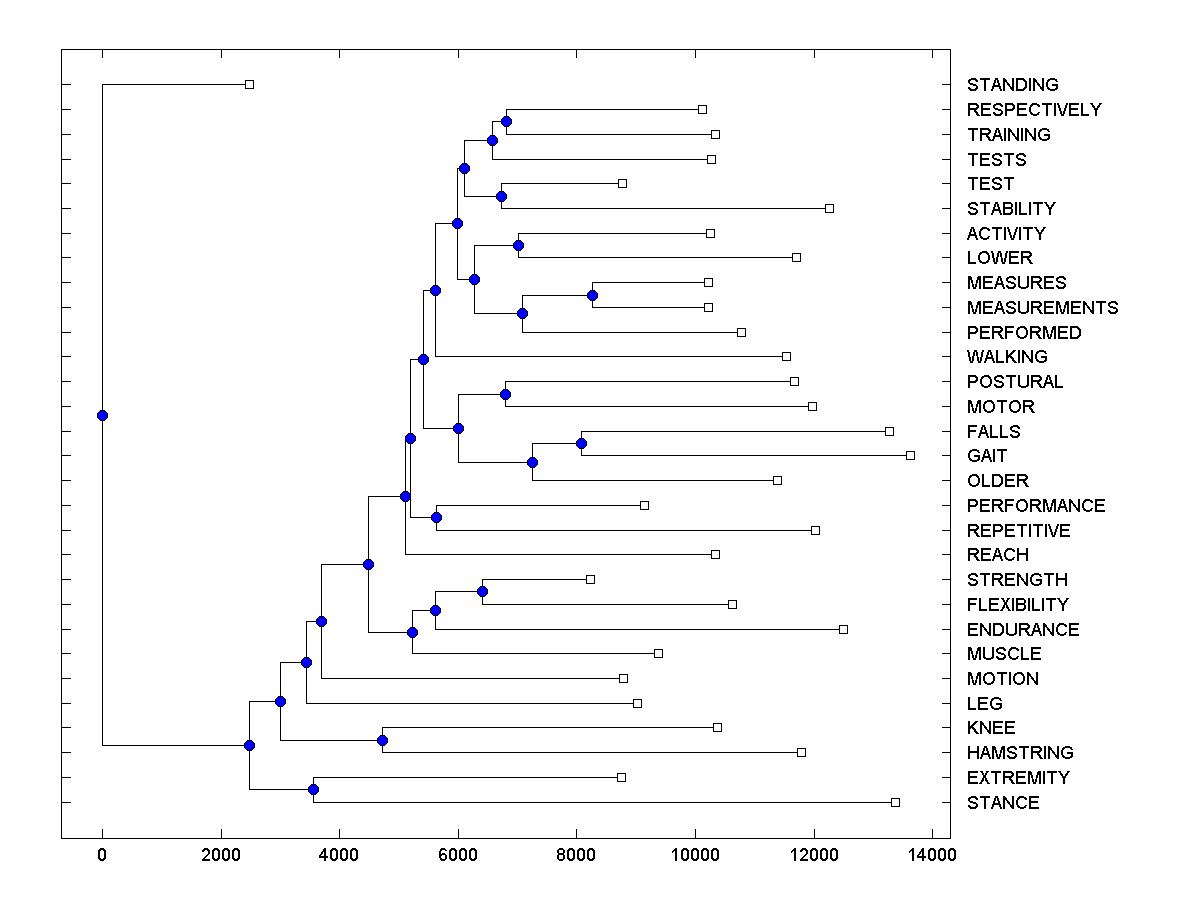 STANDING
RESPECTIVELY
TRAINING
TESTS
TEST
STABILITY
ACTIVITY
LOWER
MEASURES
MEASUREMENTS
PERFORMED
WALKING
POSTURAL
MOTOR
FALLS
GAIT
OLDER
PERFORMANCE
REPETITIVE
REACH
STRENGTH
FLEXIBILITY
ENDURANCE
MUSCLE
MOTION
LEG
KNEE
HAMSTRING
EXTREMITY
STANCE
0 2000 4000 6000 8000 10000 12000 14000